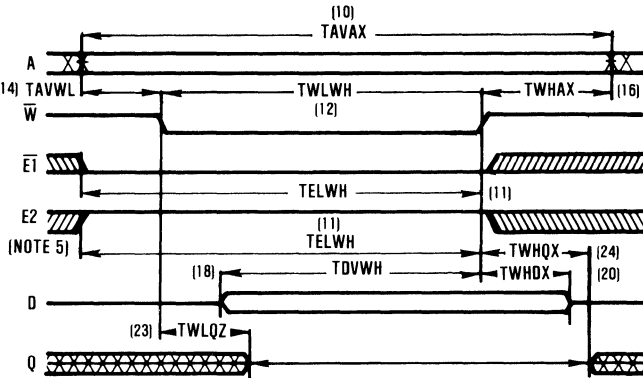 (10)
TAVAX
A
14) TAVWL TWLWH TWHAX (16)
W̅ (12)
E̅1̅
TELWH (11)
E2 (11)
(NOTE 5) TELWH TWHQX (24)
(18) TDVWH TWHDX (20)
D
(23) TWLQZ
Q